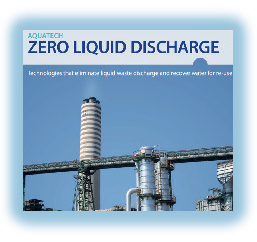 AQUATECH
ZERO LIQUID DISCHARGE
Technologies that eliminate liquid waste discharge and recover water for re-use